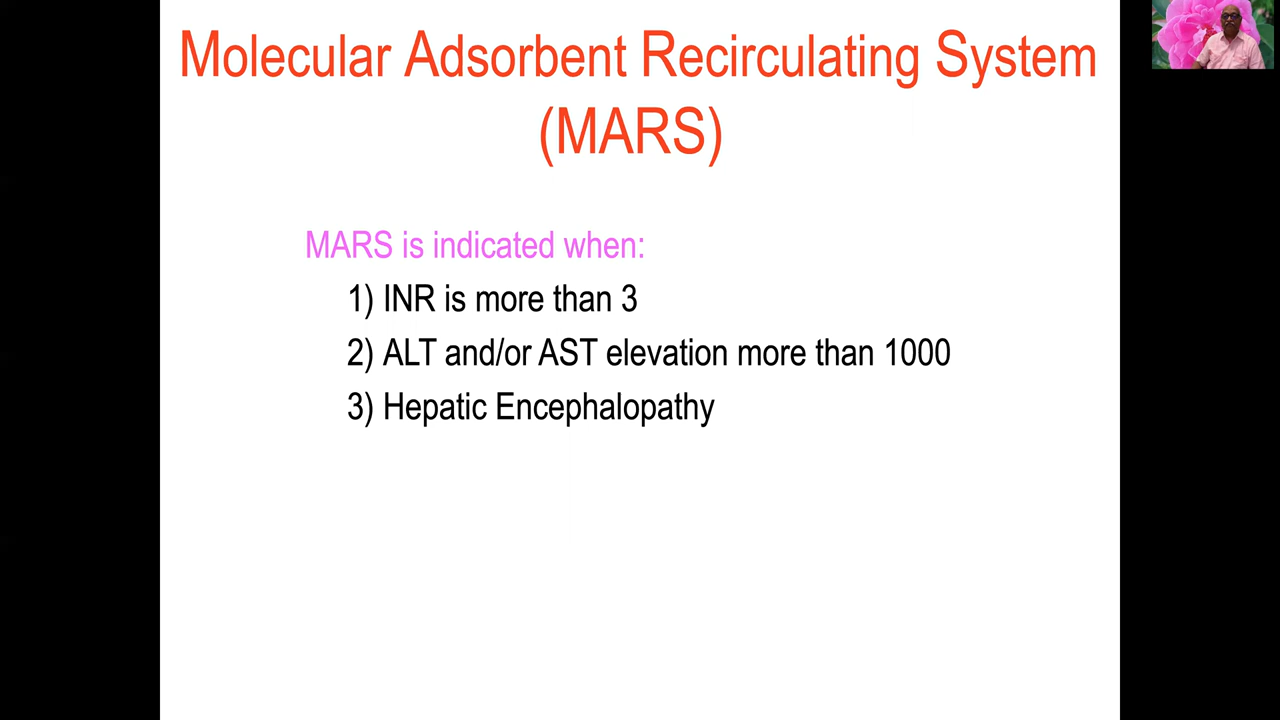 Molecular Adsorbent Recirculating System
(MARS)
MARS is indicated when:
1) INR is more than 3
2) ALT and/or AST elevation more than 1000
3) Hepatic Encephalopathy